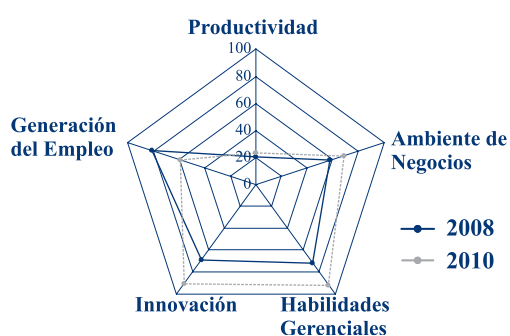 Productividad
100
80
60
40
20
0
Generación
del Empleo
Ambiente de
Negocios
2008
2010
Innovación
Habilidades
Gerenciales